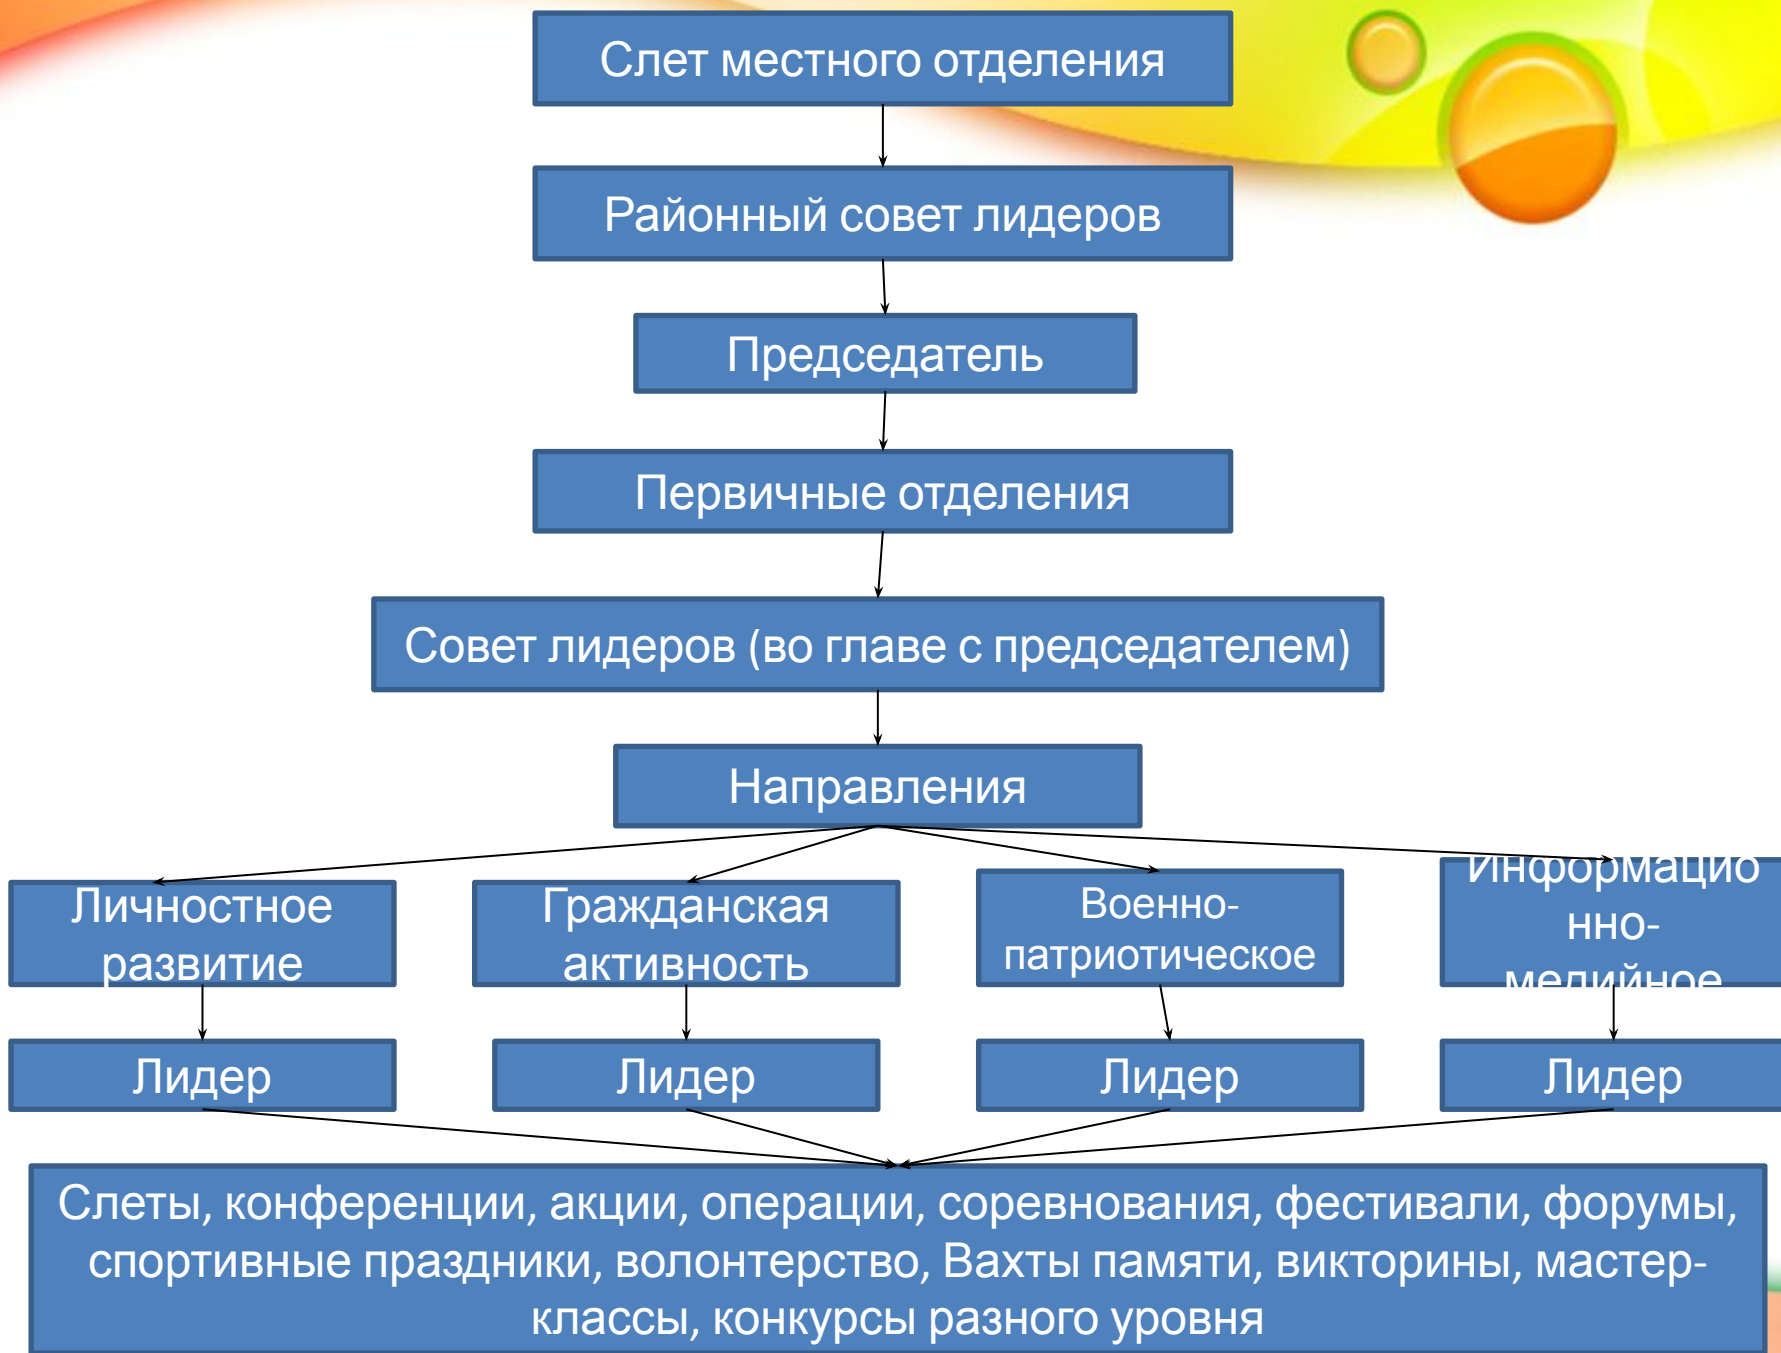 Слет местного отделения
Районный совет лидеров
Председатель
Первичные отделения
Совет лидеров (во главе с председателем)
Направления
Личностное
развитие
Гражданская
активность
Военно-
патриотическое
Информацио
нно-
медийное
Лидер
Лидер
Лидер
Лидер
Слеты, конференции, акции, операции, соревнования, фестивали, форумы,
спортивные праздники, волонтерство, Вахты памяти, викторины, мастер-
классы, конкурсы разного уровня